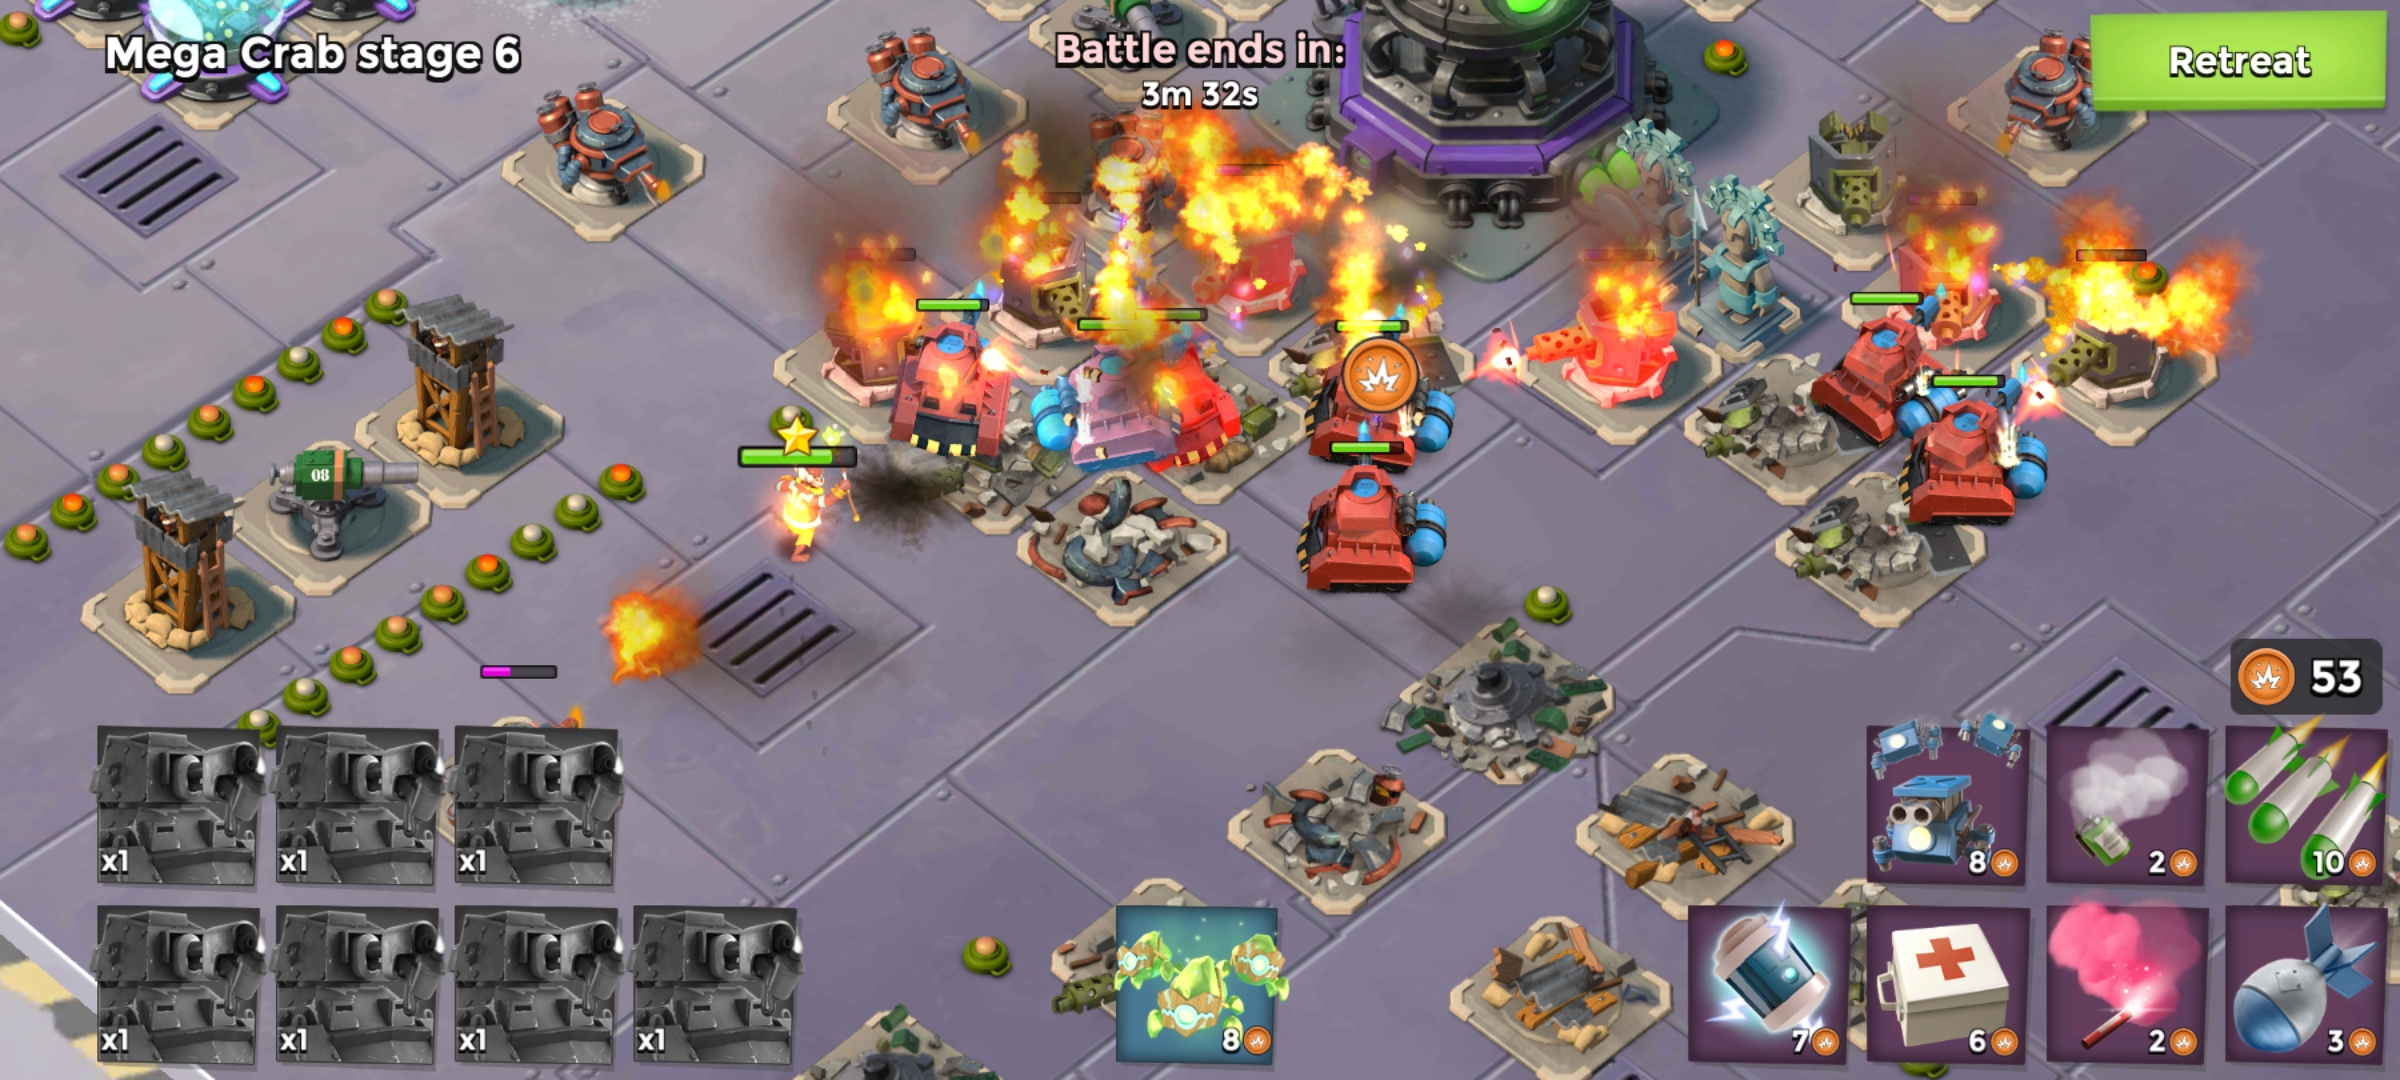 Mega Crab stage 6
Battle ends in:
3m 32s
Retreat
08
53
x1
x1
x1
8
2
10
x1
x1
x1
x1
8
7
6
2
3